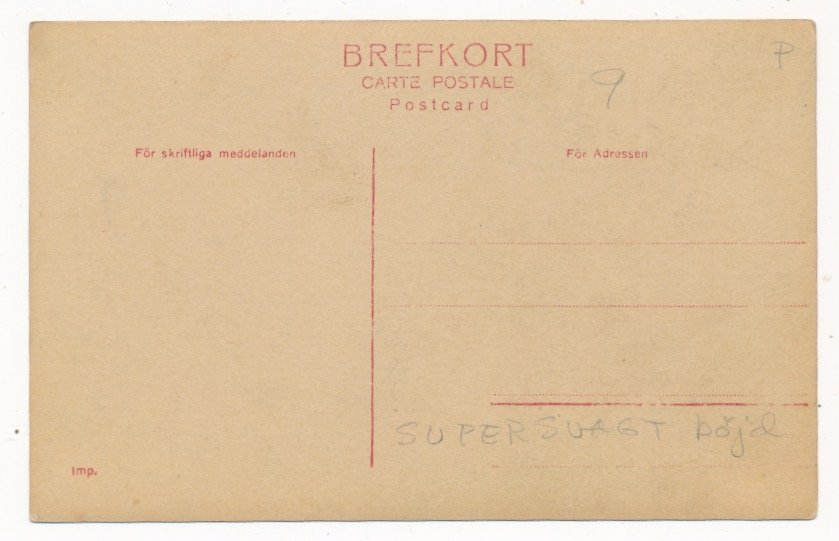 BREFKORT
CARTE POSTALE
Postcard
P
9
För skriftliga meddelanden
För Adressen
SUPERSVAGT böjd
Imp.